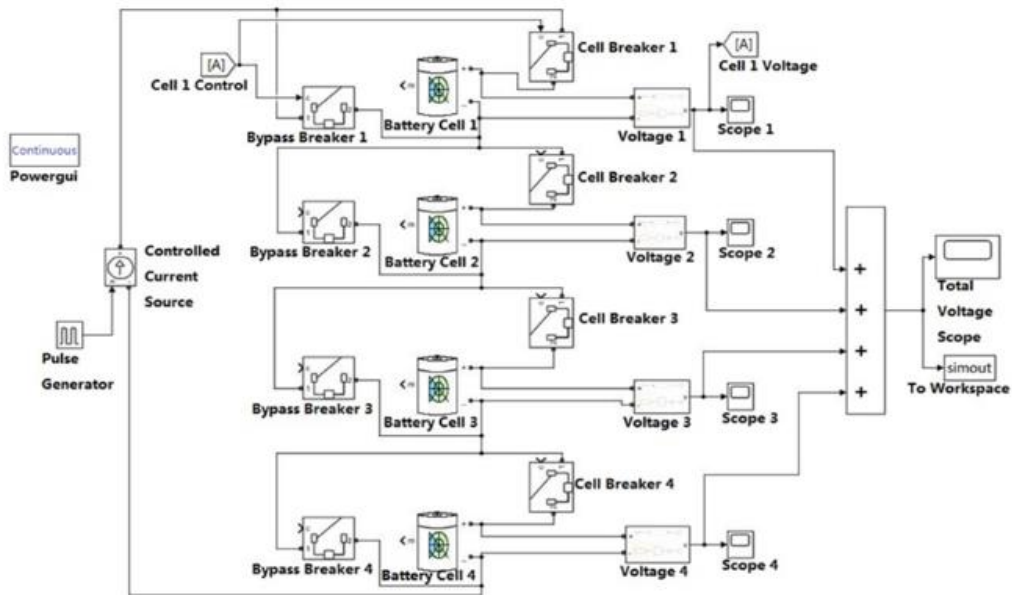 Cell Breaker 1
[A]
[A]
Cell 1 Control
Cell 1 Voltage
Bypass Breaker 1
Battery Cell 1
Voltage 1
Scope 1
Continuous
Powergui
Cell Breaker 2
Bypass Breaker 2
Battery Cell 2
Voltage 2
Scope 2
Controlled
Current
Source
Total
Voltage
Scope
Cell Breaker 3
Pulse
Generator
simout
To Workspace
Bypass Breaker 3
Battery Cell 3
Voltage 3
Scope 3
Cell Breaker 4
Bypass Breaker 4
Battery Cell 4
Voltage 4
Scope 4